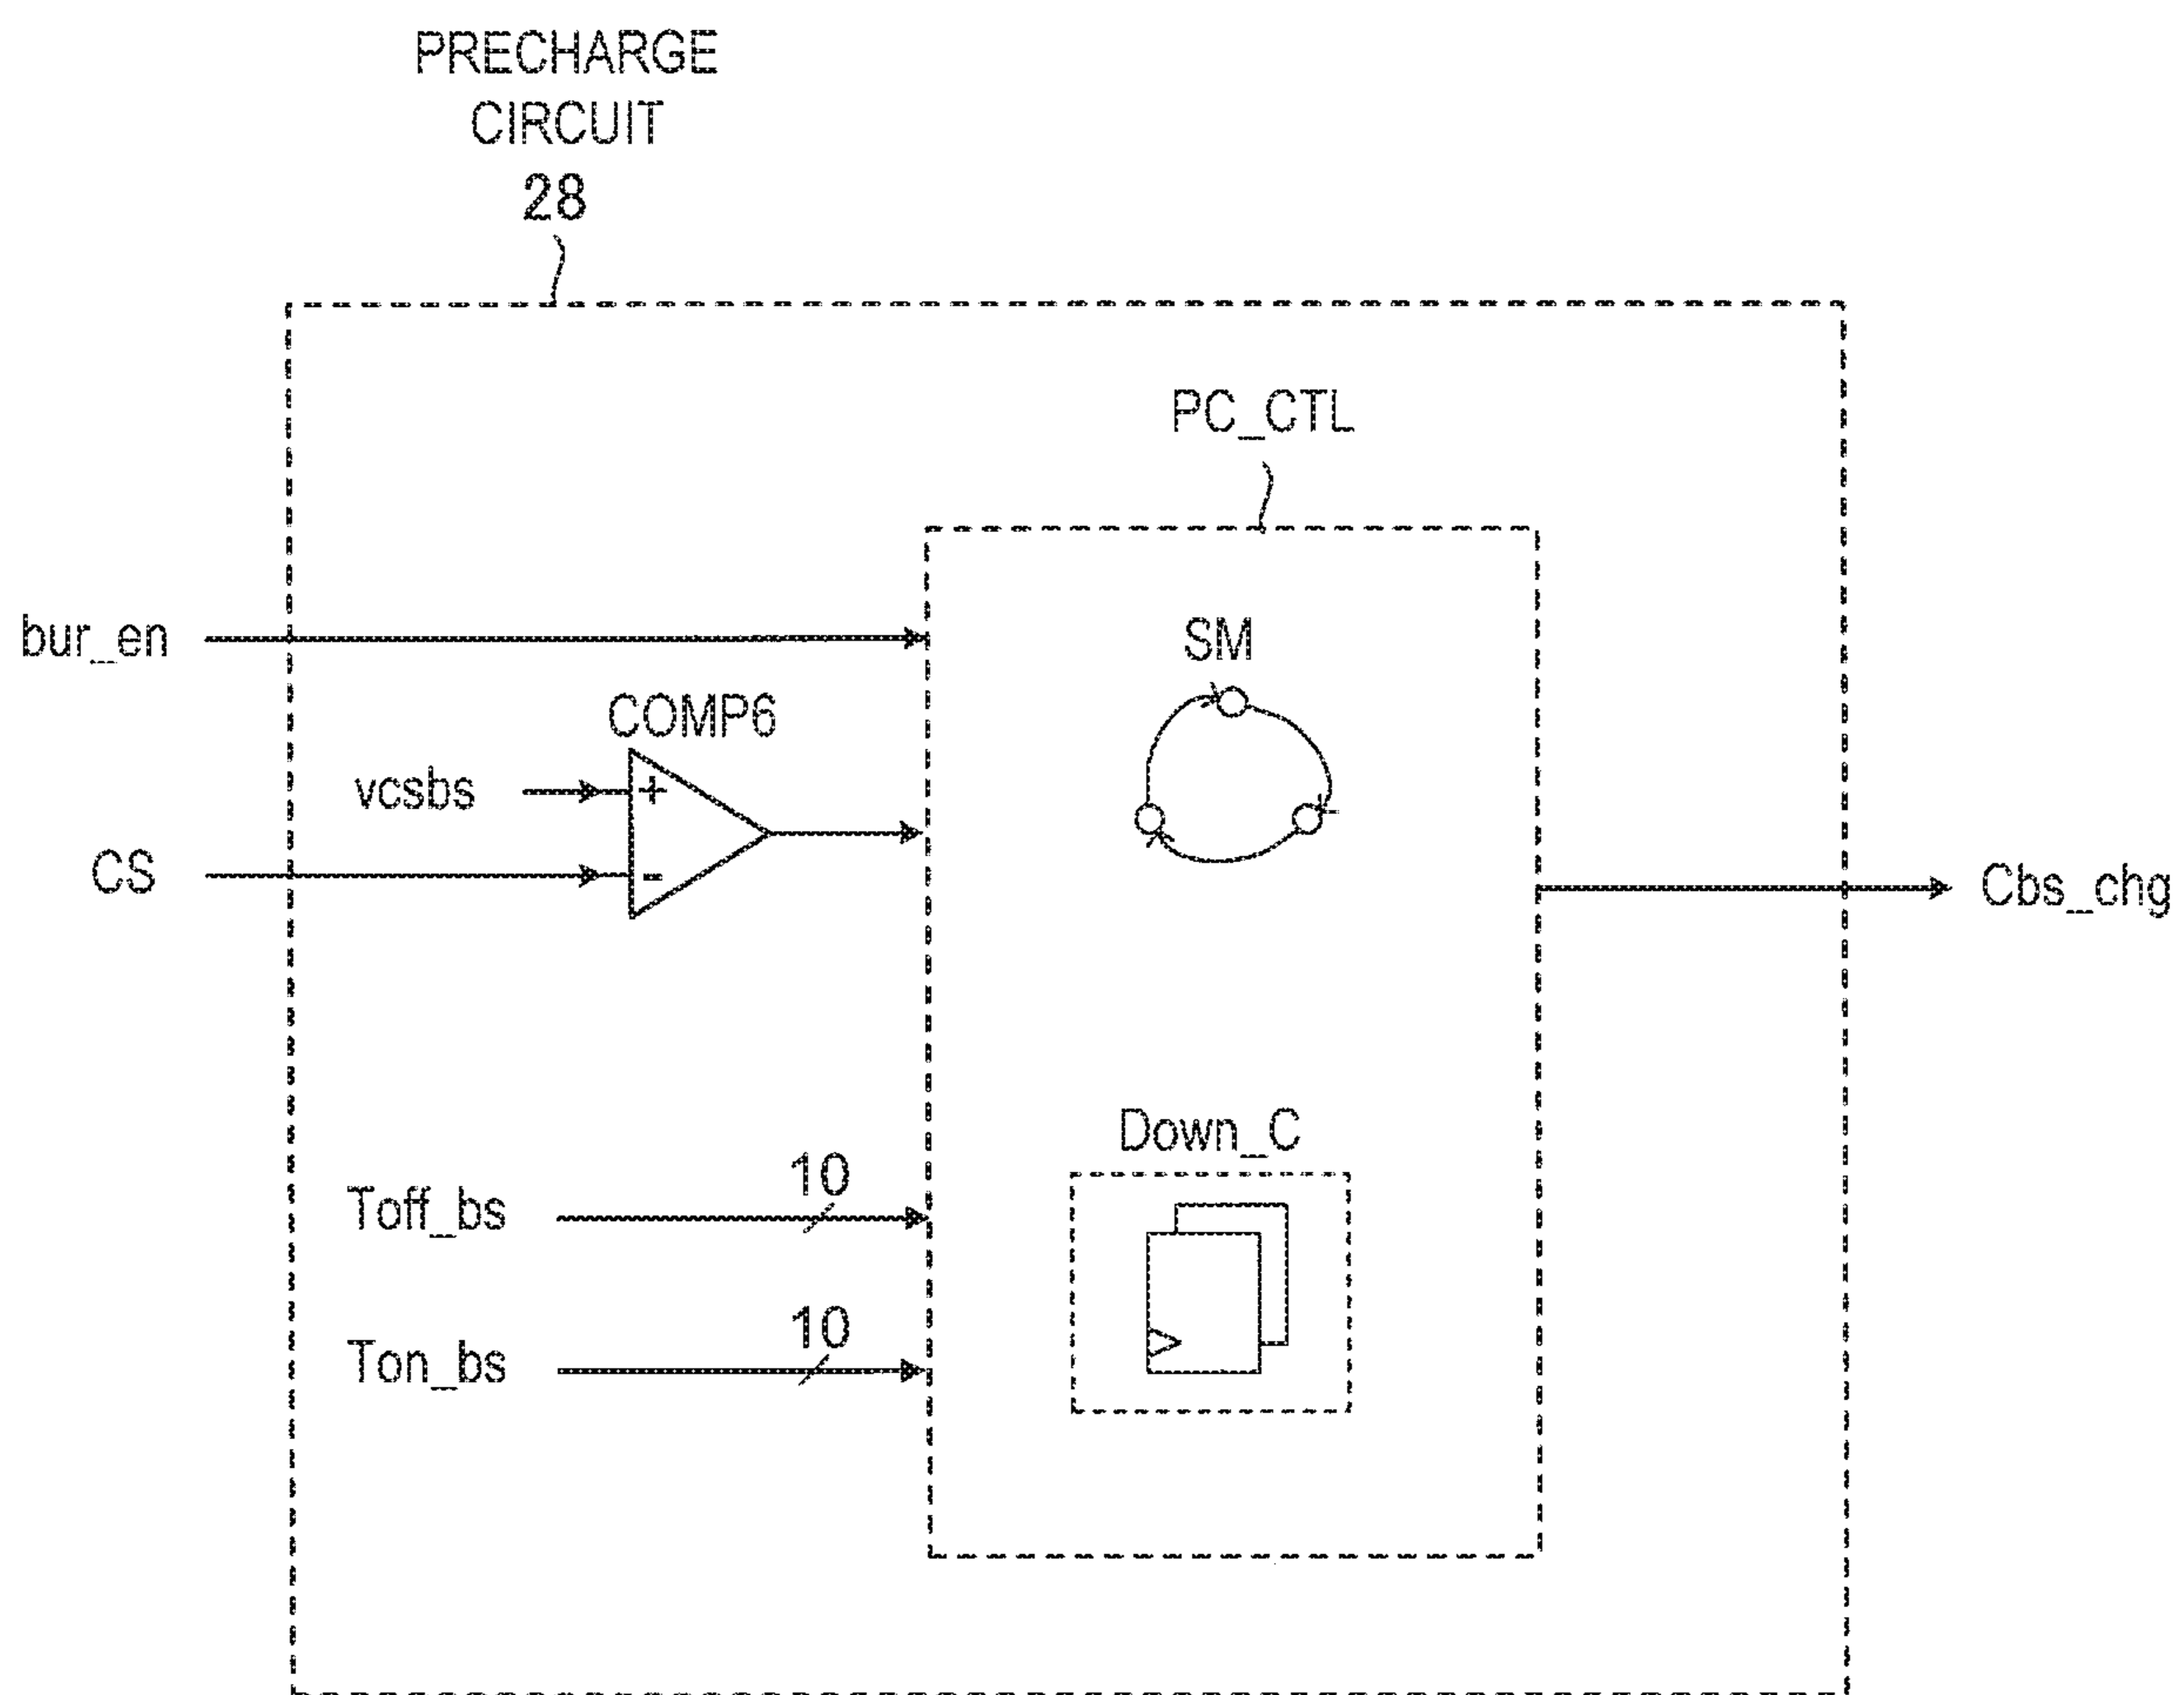 PRECHARGE
CIRCUIT
28
PC_CTL
bur_en
SM
COMP6
vcsbs
+
CS
-
Cbs_chg
Down_C
10
Toff_bs
10
Ton_bs